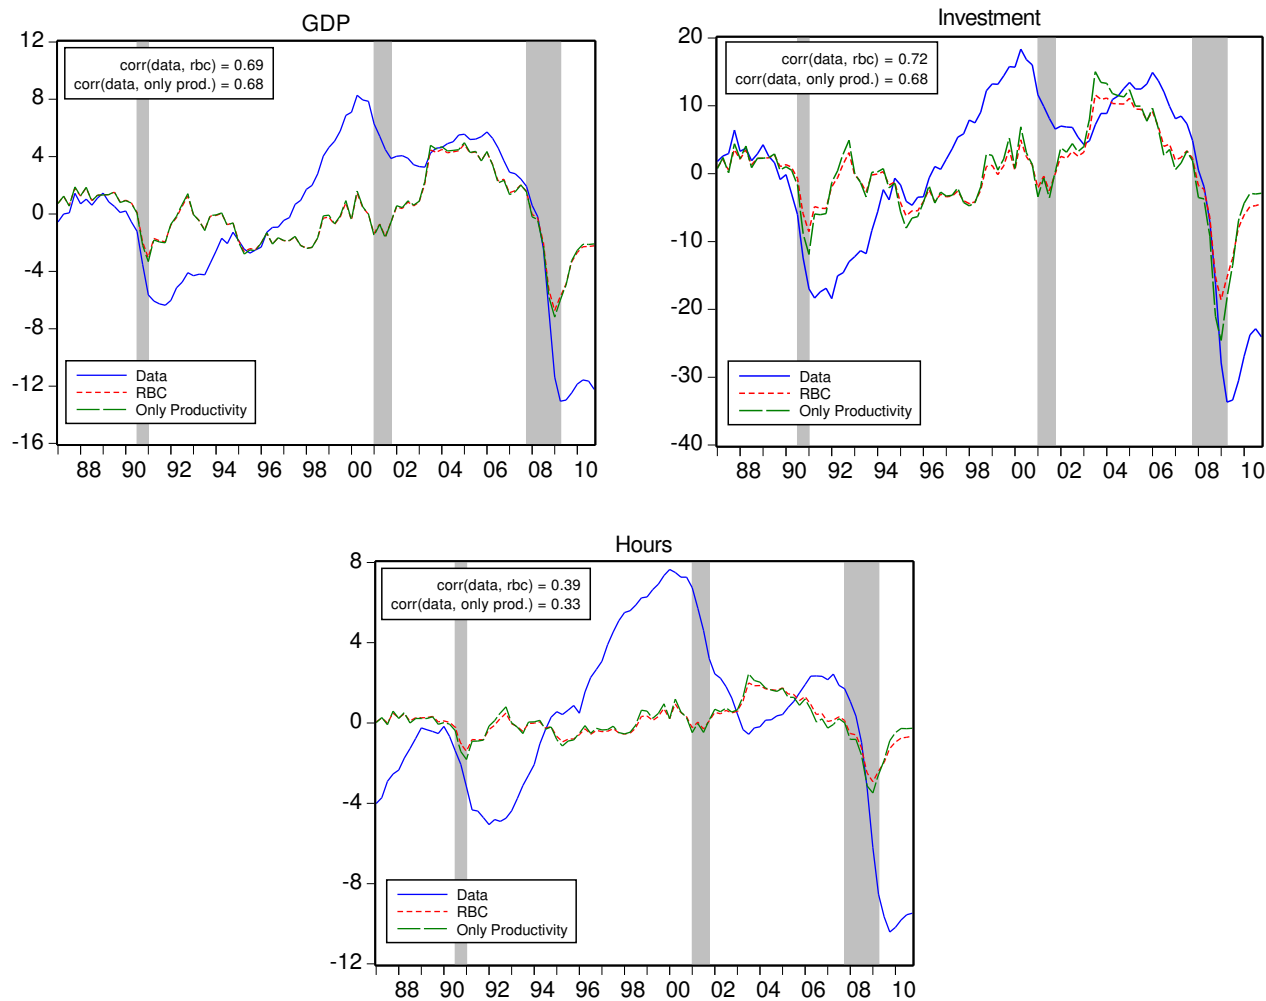 GDP
12
8
4
0
-4
-8
-12
-16
corr(data, rbc) = 0.69
corr(data, only prod.) = 0.68
Data
RBC
Only Productivity
88 90 92 94 96 98 00 02 04 06 08 10
Investment
20
10
0
-10
-20
-30
-40
corr(data, rbc) = 0.72
corr(data, only prod.) = 0.68
Data
RBC
Only Productivity
88 90 92 94 96 98 00 02 04 06 08 10
Hours
8
4
0
-4
-8
-12
corr(data, rbc) = 0.39
corr(data, only prod.) = 0.33
Data
RBC
Only Productivity
88 90 92 94 96 98 00 02 04 06 08 10